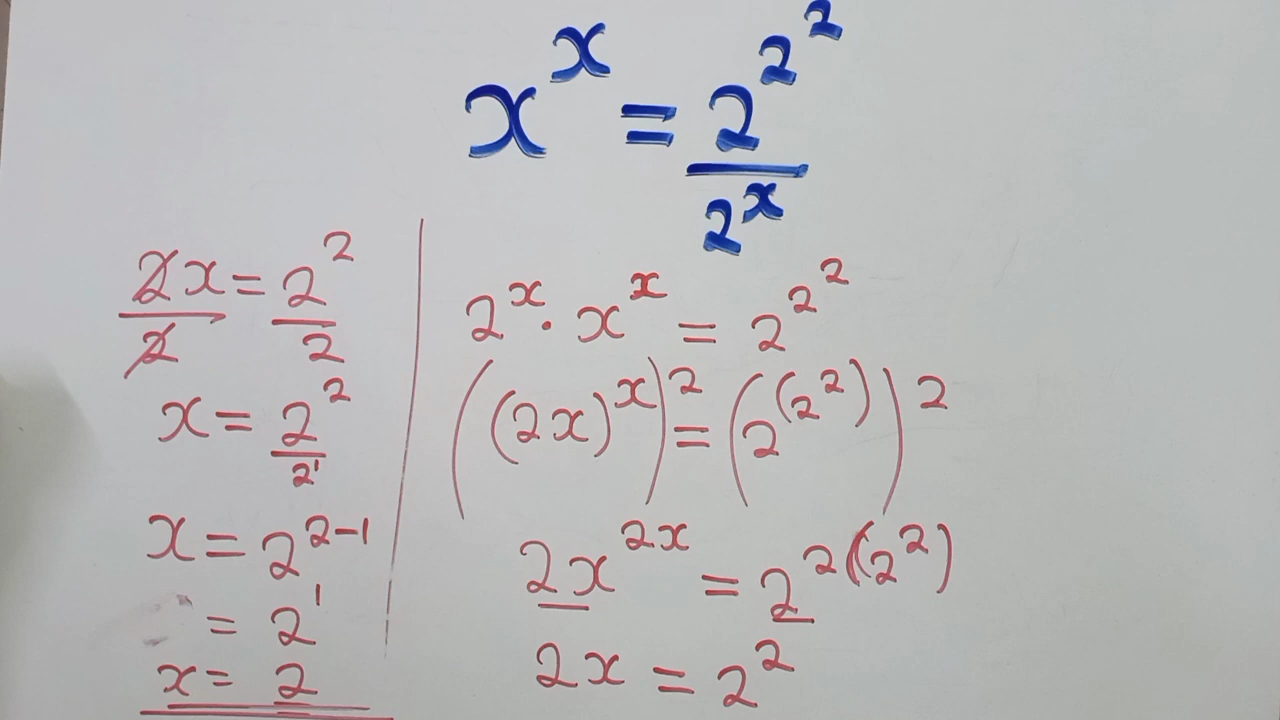 x^x = 2^2^2 / 2^x
2^x · x^x = 2^2^2
((2x)^x)^2 = (2^(2^2))^2
2x^2x = 2^2(2^2)
2x = 2^2
2x/2 = 2^2/2
x = 2^2/2^1
x = 2^2-1
= 2^1
x = 2